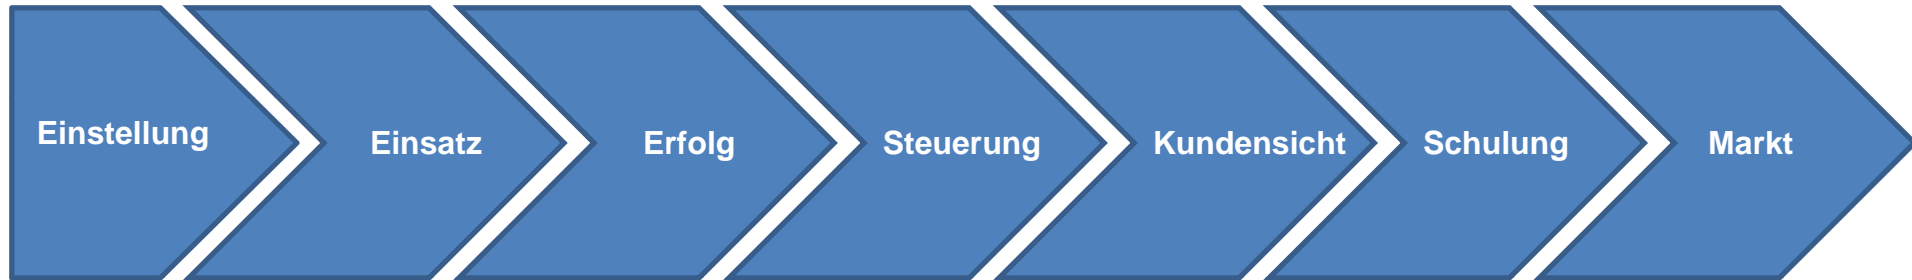 Einstellung
Einsatz
Erfolg
Steuerung
Kundensicht
Schulung
Markt